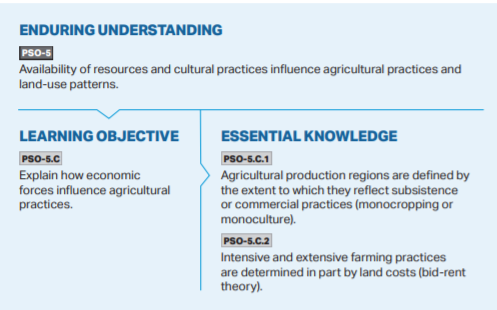 ENDURING UNDERSTANDING
PSO-5
Availability of resources and cultural practices influence agricultural practices and
land-use patterns.
LEARNING OBJECTIVE
PSO-5.C
Explain how economic
forces influence agricultural
practices.
ESSENTIAL KNOWLEDGE
PSO-5.C.1
Agricultural production regions are defined by
the extent to which they reflect subsistence
or commercial practices (monocropping or
monoculture).
PSO-5.C.2
Intensive and extensive farming practices
are determined in part by land costs (bid-rent
theory).